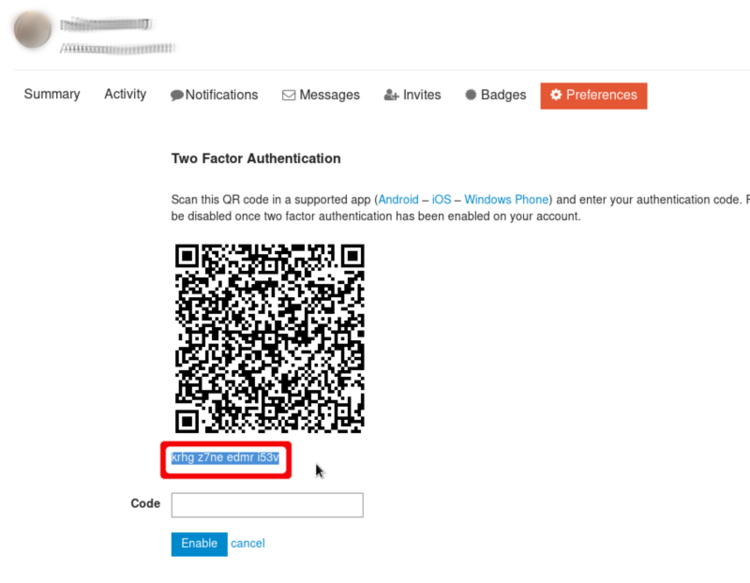 Summary Activity Notifications Messages Invites Badges Preferences
Two Factor Authentication
Scan this QR code in a supported app (Android – iOS – Windows Phone) and enter your authentication code.
be disabled once two factor authentication has been enabled on your account.
krhg z7ne edmr i53v
Code
Enable cancel